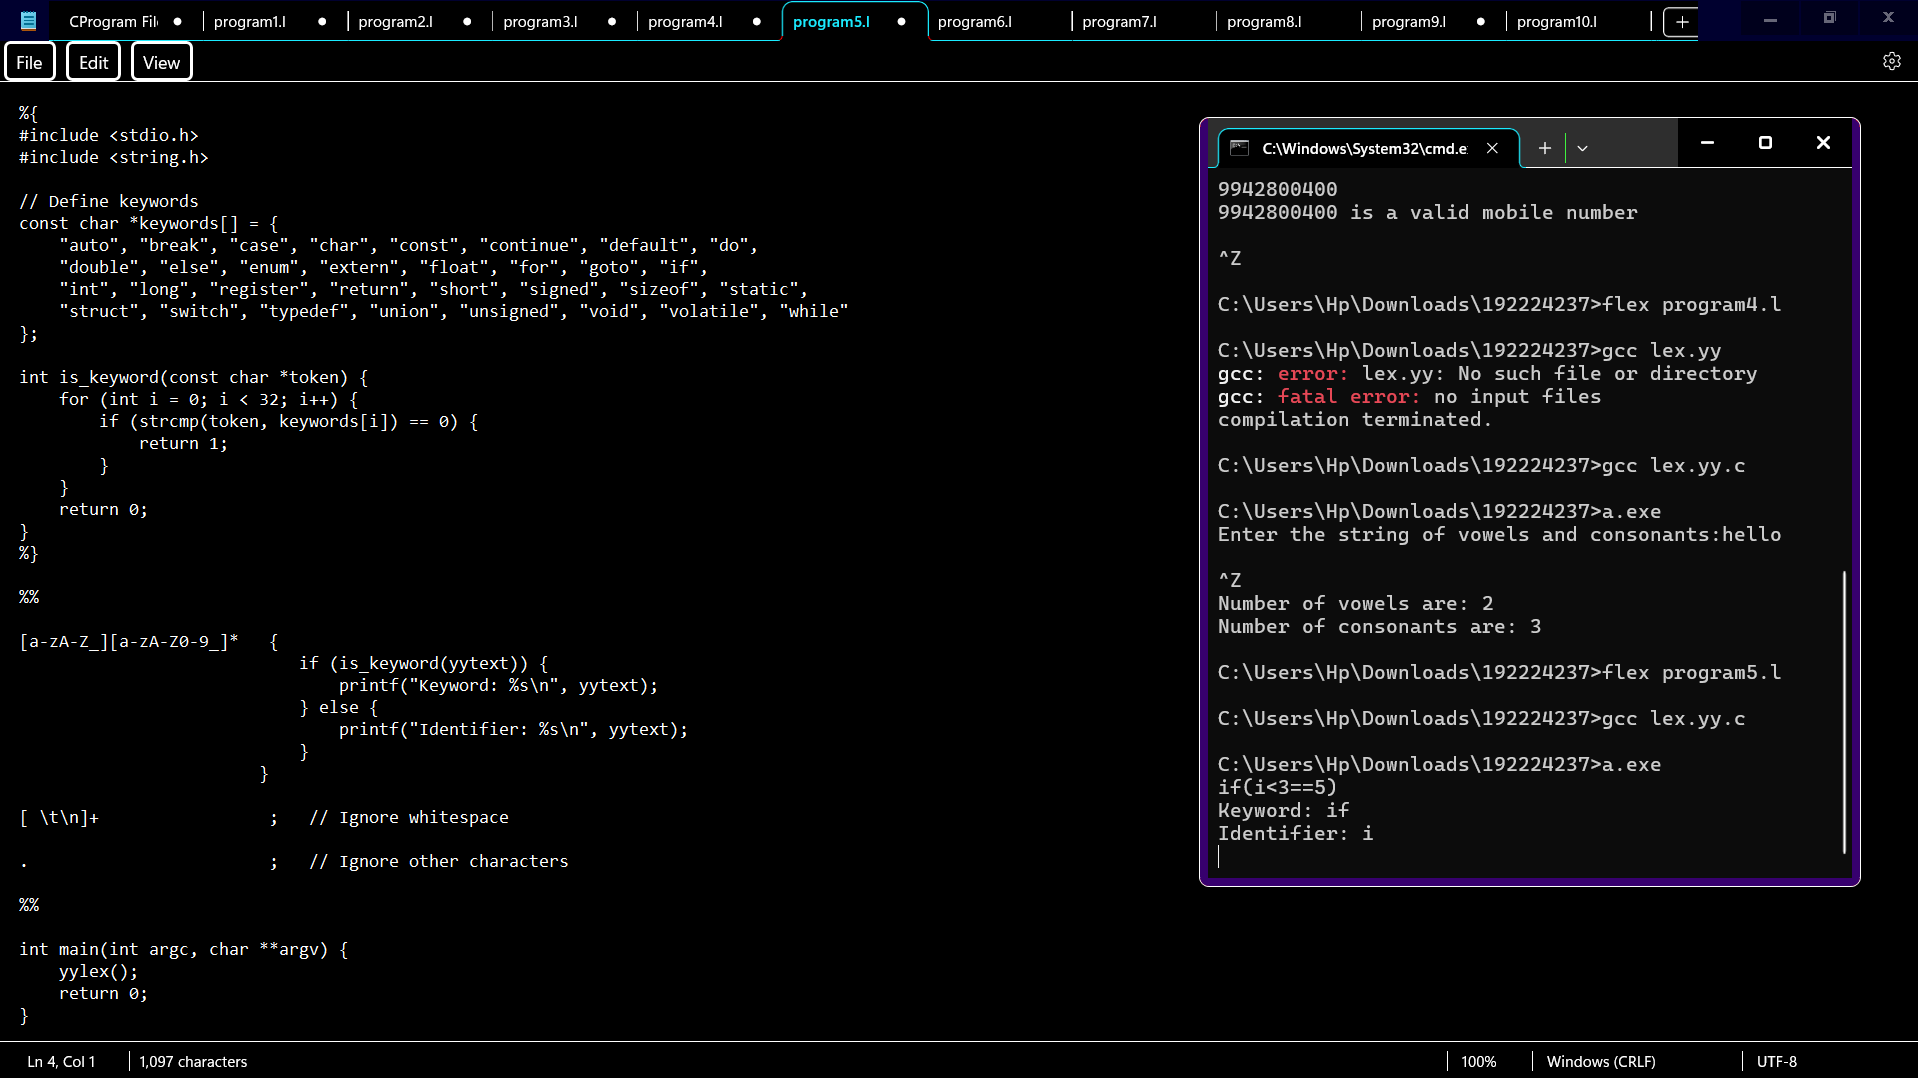 CProgram Fil program1.l program2.l program3.l program4.l program5.l program6.l program7.l program8.l program9.l program10.l
File Edit View
%{
#include <stdio.h>
#include <string.h>
// Define keywords
const char *keywords[] = {
    "auto", "break", "case", "char", "const", "continue", "default", "do",
    "double", "else", "enum", "extern", "float", "for", "goto", "if",
    "int", "long", "register", "return", "short", "signed", "sizeof", "static",
    "struct", "switch", "typedef", "union", "unsigned", "void", "volatile", "while"
};
int is_keyword(const char *token) {
    for (int i = 0; i < 32; i++) {
        if (strcmp(token, keywords[i]) == 0) {
            return 1;
        }
    }
    return 0;
}
%}
%%
[a-zA-Z_][a-zA-Z0-9_]*   {
                            if (is_keyword(yytext)) {
                                printf("Keyword: %s\n", yytext);
                            } else {
                                printf("Identifier: %s\n", yytext);
                            }
                        }
[ \t\n]+                 ;   // Ignore whitespace
.                        ;   // Ignore other characters
%%
int main(int argc, char **argv) {
    yylex();
    return 0;
}
C:\Windows\System32\cmd.e
9942800400
9942800400 is a valid mobile number
^Z
C:\Users\Hp\Downloads\192224237>flex program4.l
C:\Users\Hp\Downloads\192224237>gcc lex.yy
gcc: error: lex.yy: No such file or directory
gcc: fatal error: no input files
compilation terminated.
C:\Users\Hp\Downloads\192224237>gcc lex.yy.c
C:\Users\Hp\Downloads\192224237>a.exe
Enter the string of vowels and consonants:hello
^Z
Number of vowels are: 2
Number of consonants are: 3
C:\Users\Hp\Downloads\192224237>flex program5.l
C:\Users\Hp\Downloads\192224237>gcc lex.yy.c
C:\Users\Hp\Downloads\192224237>a.exe
if(i<3==5)
Keyword: if
Identifier: i
Ln 4, Col 1 1,097 characters 100% Windows (CRLF) UTF-8